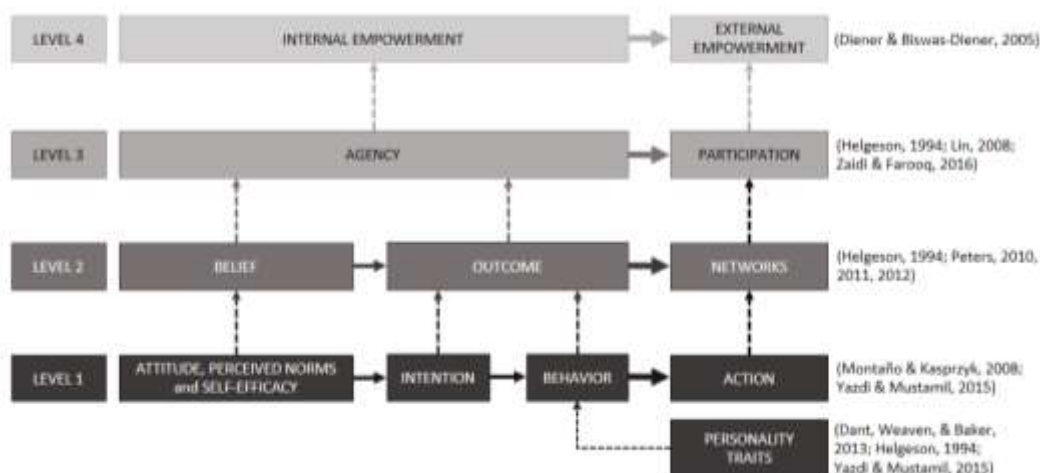 LEVEL 4
INTERNAL EMPOWERMENT
EXTERNAL
EMPOWERMENT
(Diener & Biswas-Diener, 2005)
LEVEL 3
AGENCY
PARTICIPATION
(Helgeson, 1994; Lin, 2008;
Zaidi & Farooq, 2016)
LEVEL 2
BELIEF
OUTCOME
NETWORKS
(Helgeson, 1994; Peters, 2010,
2011, 2012)
LEVEL 1
ATTITUDE, PERCEIVED NORMS
and SELF-EFFICACY
INTENTION
BEHAVIOR
ACTION
(Montaño & Kasprzyk, 2008;
Yazdi & Mustamil, 2015)
PERSONALITY
TRAITS
(Dant, Weaven, & Baker,
2013; Helgeson, 1994;
Yazdi & Mustamil, 2015)